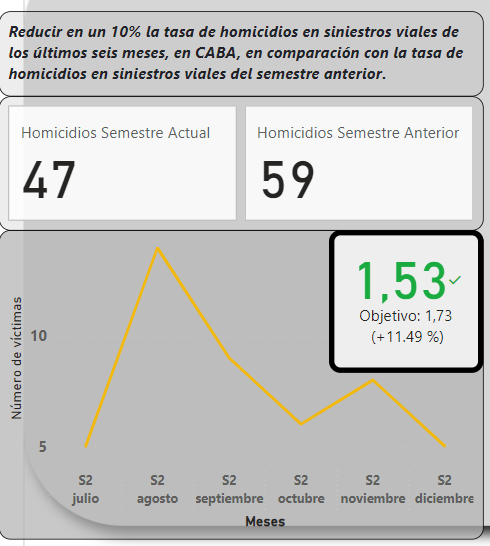 Reducir en un 10% la tasa de homicidios en siniestros viales de
los últimos seis meses, en CABA, en comparación con la tasa de
homicidios en siniestros viales del semestre anterior.
Homicidios Semestre Actual
47
Homicidios Semestre Anterior
59
1,53
Objetivo: 1,73
(+11.49 %)
Número de víctimas
10
5
S2 S2 S2 S2 S2 S2
julio agosto septiembre octubre noviembre diciembre
Meses